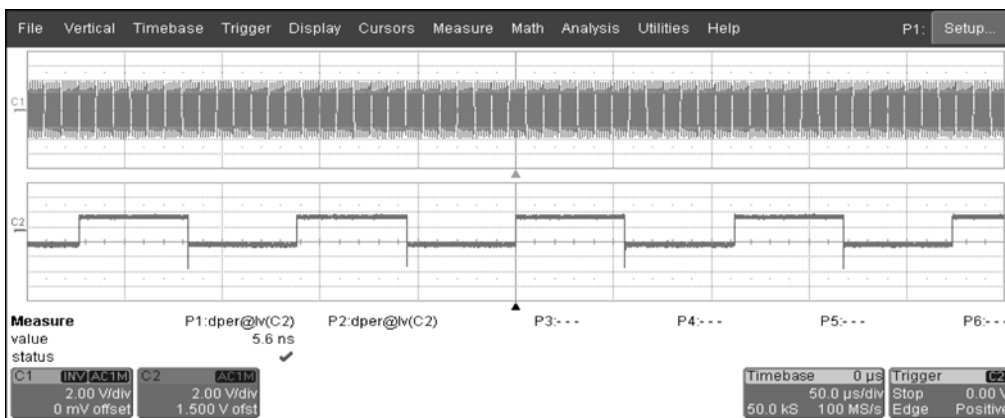 File Vertical Timebase Trigger Display Cursors Measure Math Analysis Utilities Help P1: Setup...
C1
C2
Measure P1:dper@lv(C2) P2:dper@lv(C2) P3:- - - P4:- - - P5:- - - P6:- - -
value 5.6 ns
status ✓
C1 INV AC1M C2 AC1M Timebase 0 µs Trigger C2
2.00 V/div 2.00 V/div 50.0 µs/div Stop 0.00 V
0 mV offset 1.500 V ofst 50.0 kS 100 MS/s Edge Positive